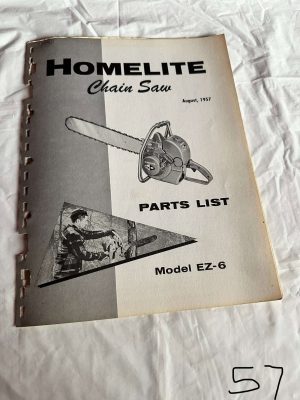 HOMELITE
Chain Saw
August, 1957
PARTS LIST
Model EZ-6
57